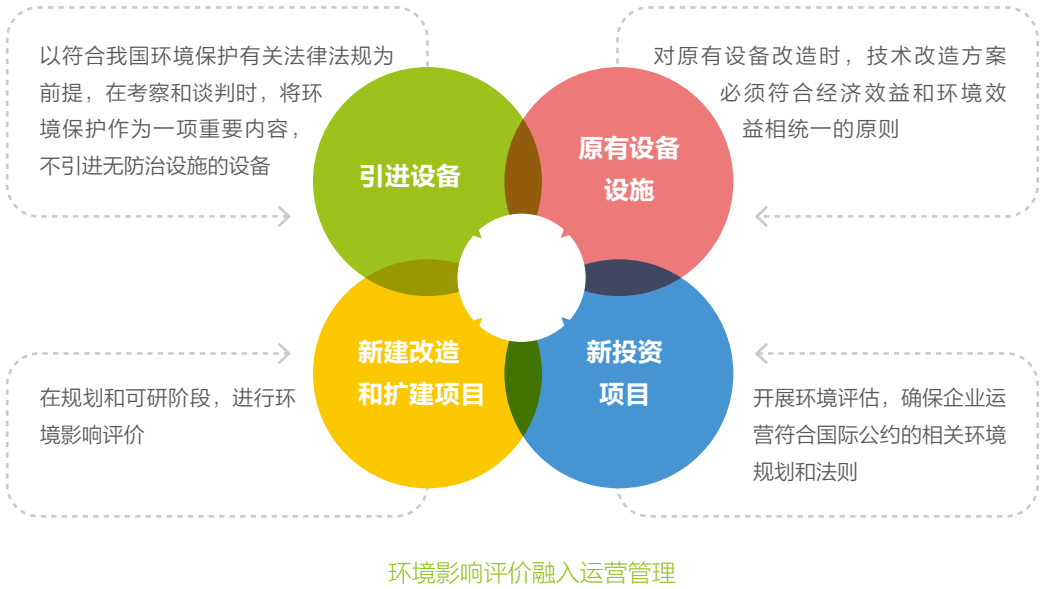 以符合我国环境保护有关法律法规为
前提，在考察和谈判时，将环
境保护作为一项重要内容，
不引进无防治设施的设备
引进设备
对原有设备改造时，技术改造方案
必须符合经济效益和环境效
益相统一的原则
原有设备
设施
新建改造
和扩建项目
在规划和可研阶段，进行环
境影响评价
新投资
项目
开展环境评估，确保企业运
营符合国际公约的相关环境
规划和法则
环境影响评价融入运营管理